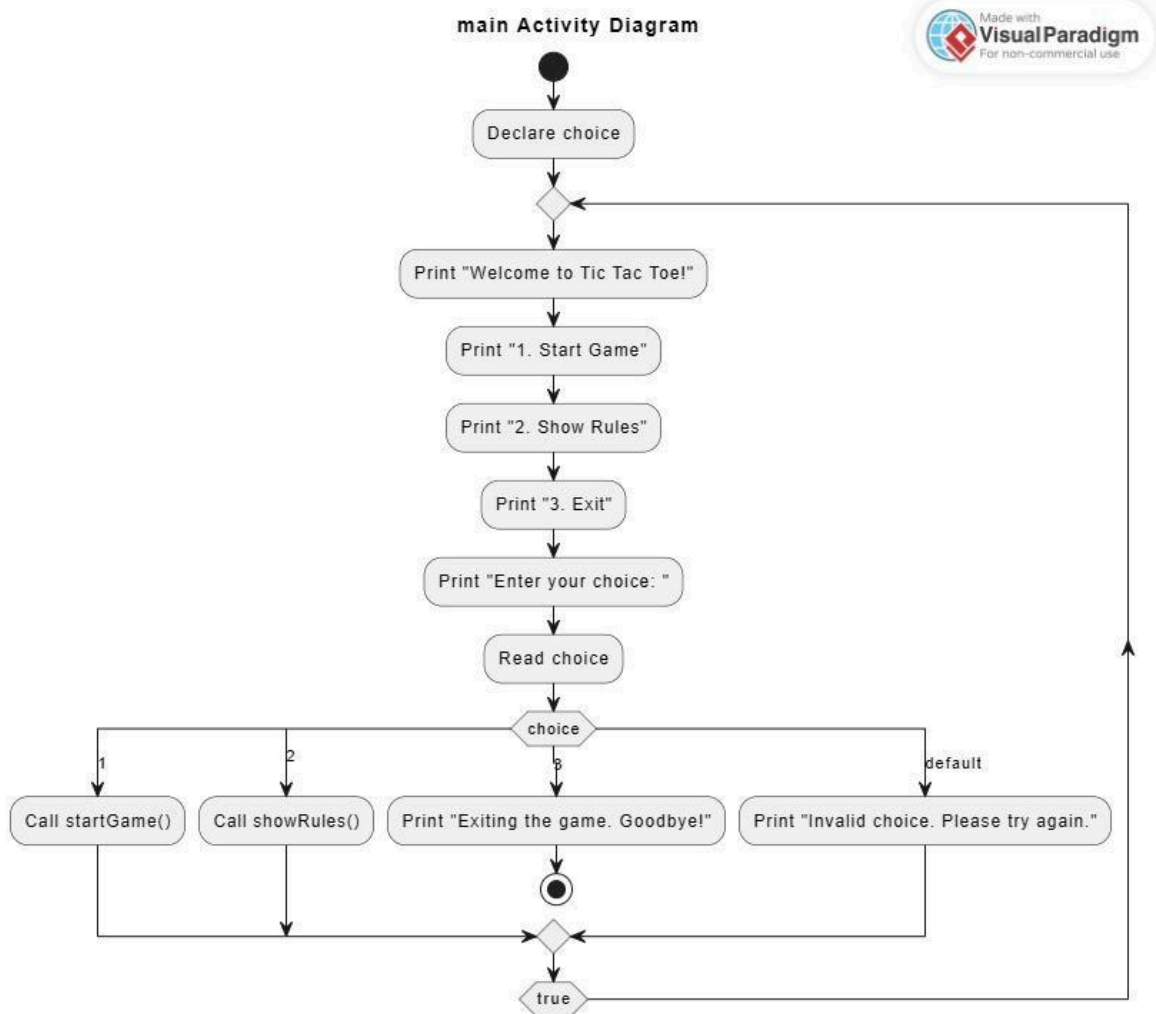 main Activity Diagram
Made with
Visual Paradigm
For non-commercial use
Declare choice
Print "Welcome to Tic Tac Toe!"
Print "1. Start Game"
Print "2. Show Rules"
Print "3. Exit"
Print "Enter your choice: "
Read choice
choice
1
2
3
default
Call startGame()
Call showRules()
Print "Exiting the game. Goodbye!"
Print "Invalid choice. Please try again."
true